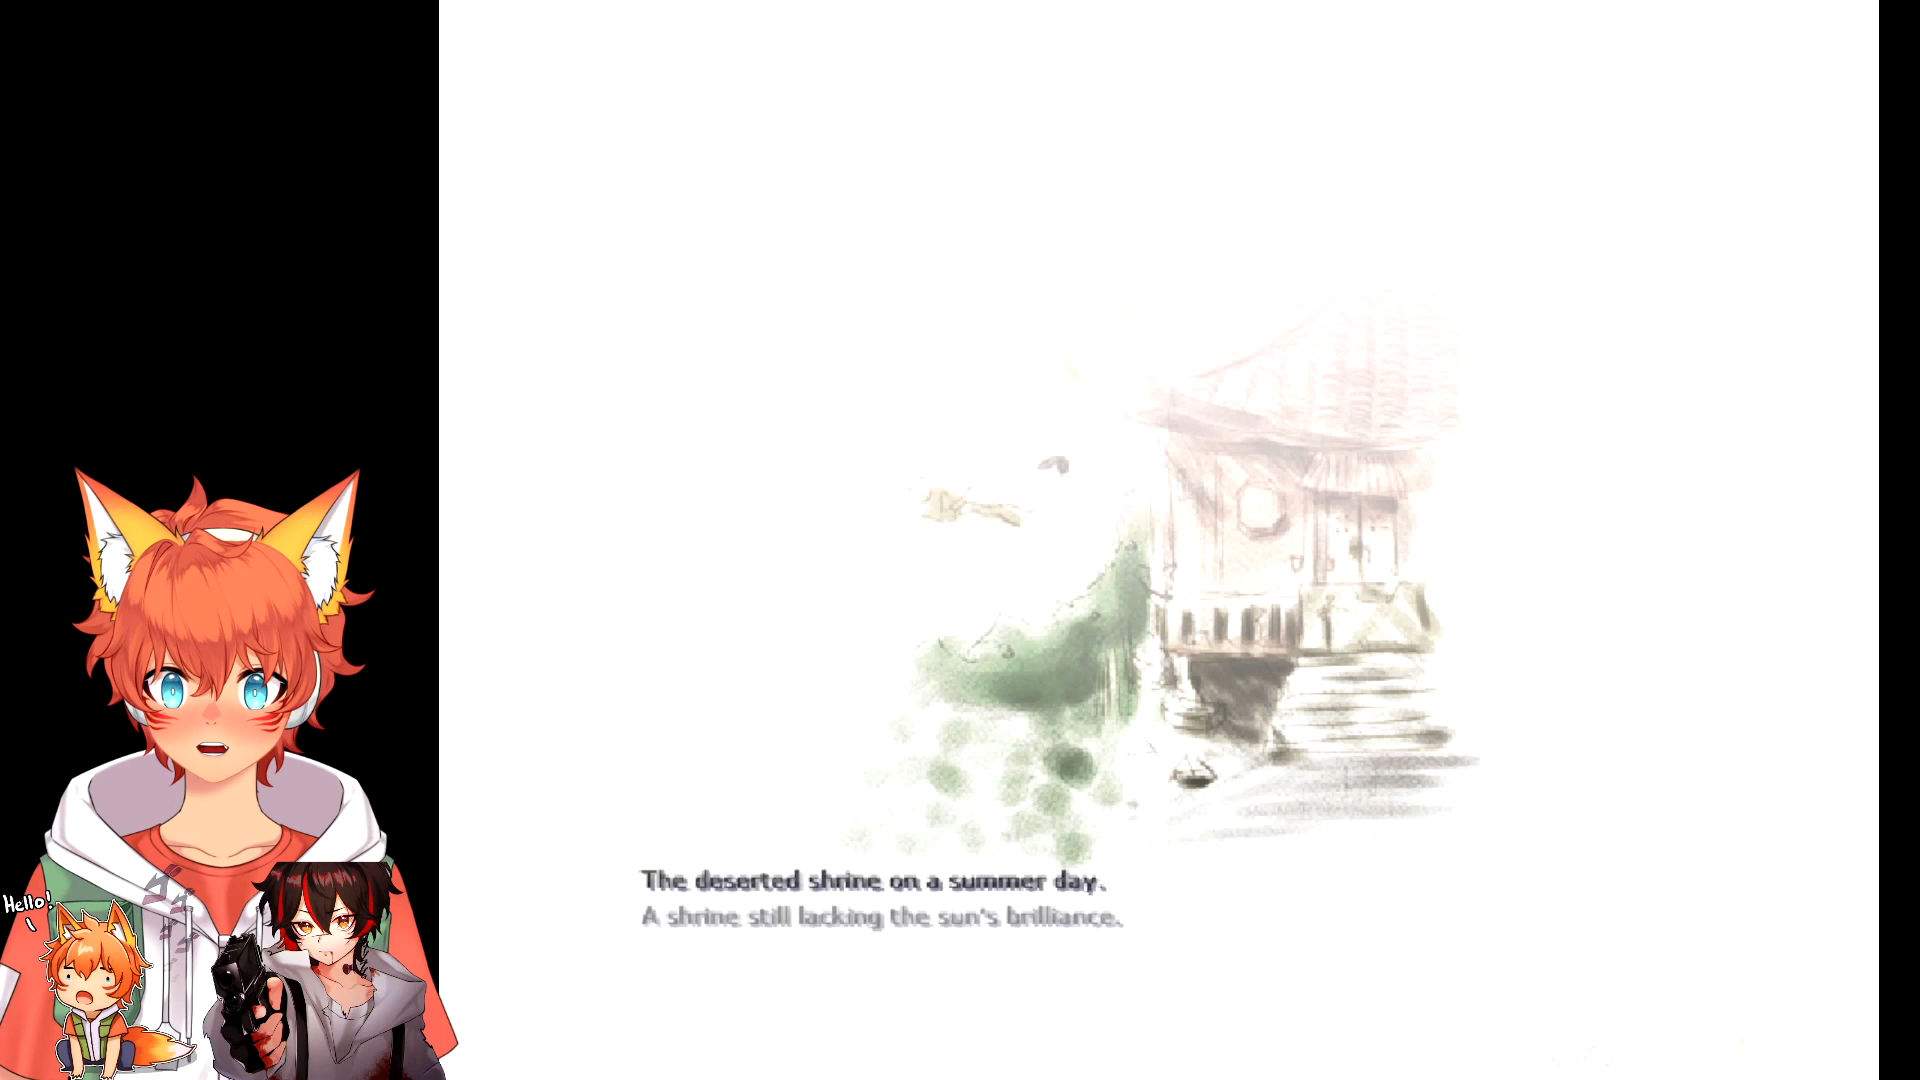 The deserted shrine on a summer day.
A shrine still lacking the sun's brilliance.
Hello!